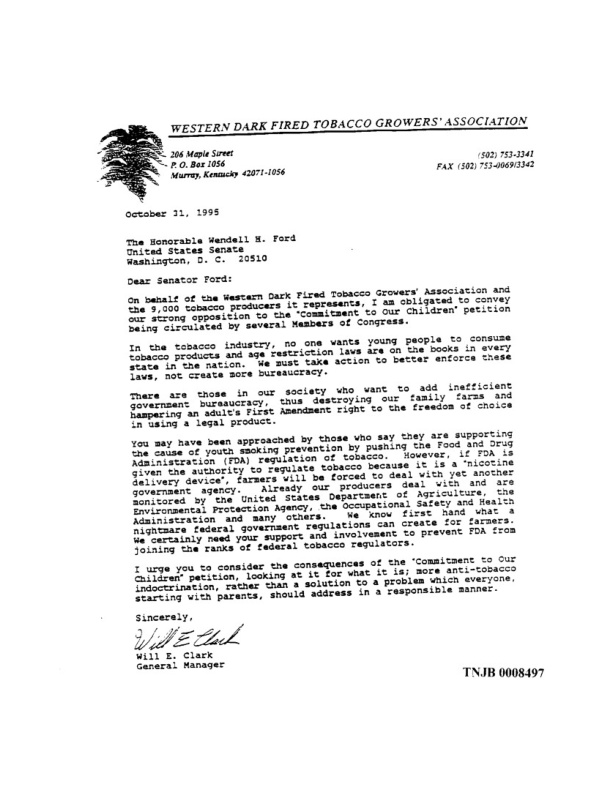 WESTERN DARK FIRED TOBACCO GROWERS' ASSOCIATION
206 Maple Street
P. O. Box 1056
Murray, Kentucky 42071-1056
(502) 753-3341
FAX (502) 753-0069/3342
October 31, 1995
The Honorable Wendell H. Ford
United States Senate
Washington, D. C. 20510
Dear Senator Ford:
On behalf of the Western Dark Fired Tobacco Growers' Association and
the 9,000 tobacco producers it represents, I am obligated to convey
our strong opposition to the "Commitment to Our Children" petition
being circulated by several Members of Congress.
In the tobacco industry, no one wants young people to consume
tobacco products and age restriction laws are on the books in every
state in the nation. We must take action to better enforce these
laws, not create more bureaucracy.
There are those in our society who want to add inefficient
government bureaucracy, thus destroying our family farms and
hampering an adult's First Amendment right to the freedom of choice
in using a legal product.
You may have been approached by those who say they are supporting
the cause of youth smoking prevention by pushing the Food and Drug
Administration (FDA) regulation of tobacco. However, if FDA is
given the authority to regulate tobacco because it is a "nicotine
delivery device", farmers will be forced to deal with yet another
government agency. Already our producers deal with and are
monitored by the United States Department of Agriculture, the
Environmental Protection Agency, the Occupational Safety and Health
Administration and many others. We know first hand what a
nightmare federal government regulations can create for farmers.
We certainly need your support and involvement to prevent FDA from
joining the ranks of federal tobacco regulators.
I urge you to consider the consequences of the "Commitment to Our
Children" petition, looking at it for what it is; more anti-tobacco
indoctrination, rather than a solution to a problem which everyone,
starting with parents, should address in a responsible manner.
Sincerely,
Will E Clark
Will E. Clark
General Manager
TNJB 0008497